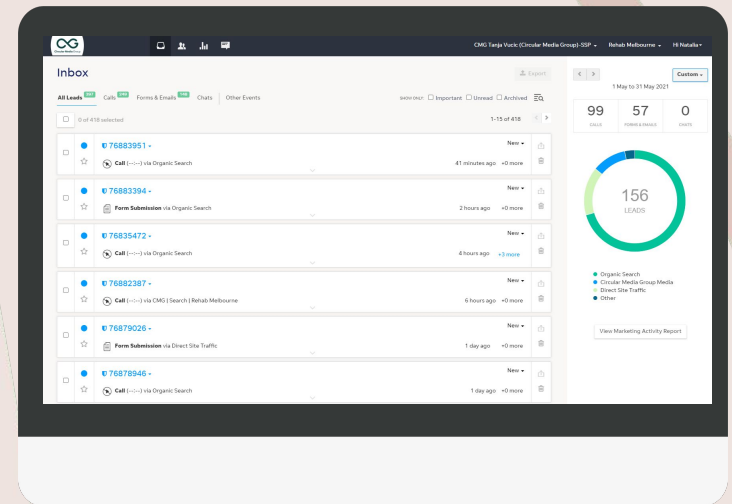 CG
Circular Media Group
CMG Tanja Vucic (Circular Media Group)-SSP
Rehab Melbourne
Hi Natalia
Inbox
Export
All Leads
Calls
Forms & Emails
Chats
Other Events
SHOW ONLY: Important Unread Archived
0 of 418 selected
1-15 of 418
76883951
New
Call (--:--) via Organic Search
41 minutes ago +0 more
76883394
New
Form Submission via Organic Search
2 hours ago +0 more
76835472
New
Call (--:--) via Organic Search
4 hours ago +3 more
76882387
New
Call (--:--) via CMG | Search | Rehab Melbourne
6 hours ago +0 more
76879026
New
Form Submission via Direct Site Traffic
1 day ago +0 more
76878946
New
Call (--:--) via Organic Search
1 day ago +0 more
Custom
1 May to 31 May 2021
99
CALLS
57
FORMS & EMAILS
0
CHATS
156
LEADS
Organic Search
Circular Media Group Media
Direct Site Traffic
Other
View Marketing Activity Report